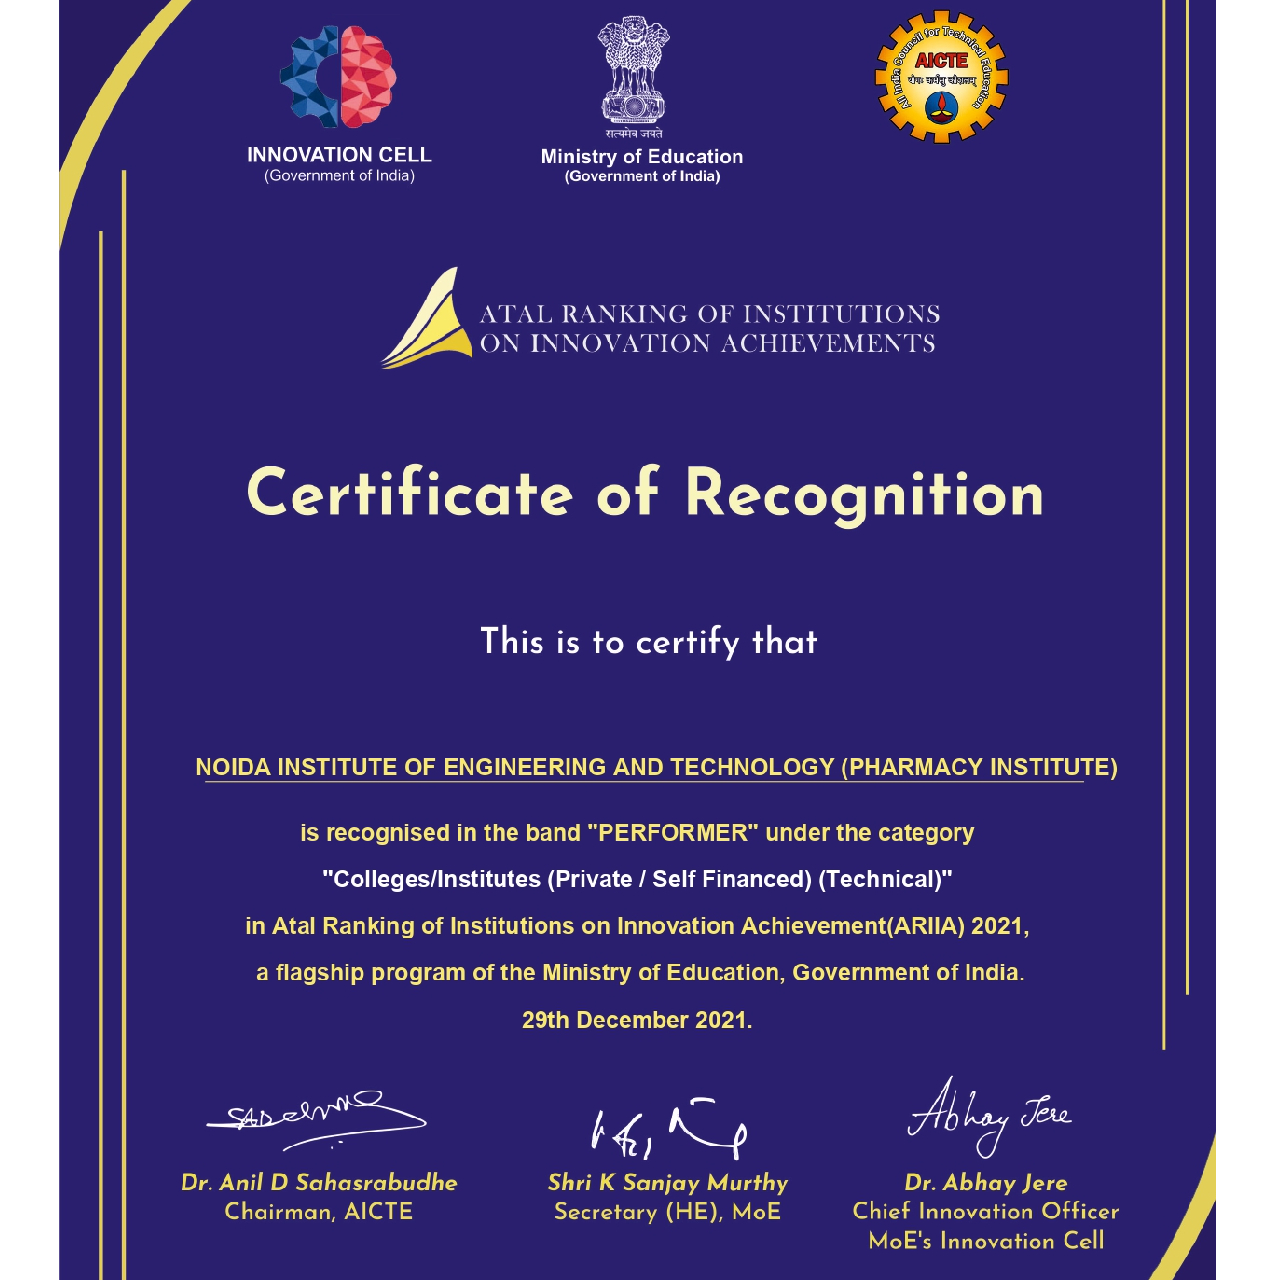 INNOVATION CELL
(Government of India)
सत्यमेव जयते
Ministry of Education
(Government of India)
All India Council for Technical Education
AICTE
योगः कर्मसु कौशलम्
ATAL RANKING OF INSTITUTIONS
ON INNOVATION ACHIEVEMENTS
Certificate of Recognition
This is to certify that
NOIDA INSTITUTE OF ENGINEERING AND TECHNOLOGY (PHARMACY INSTITUTE)
is recognised in the band "PERFORMER" under the category
"Colleges/Institutes (Private / Self Financed) (Technical)"
in Atal Ranking of Institutions on Innovation Achievement(ARIIA) 2021,
a flagship program of the Ministry of Education, Government of India.
29th December 2021.
Abhay Jere
Dr. Anil D Sahasrabudhe
Chairman, AICTE
Shri K Sanjay Murthy
Secretary (HE), MoE
Dr. Abhay Jere
Chief Innovation Officer
MoE's Innovation Cell